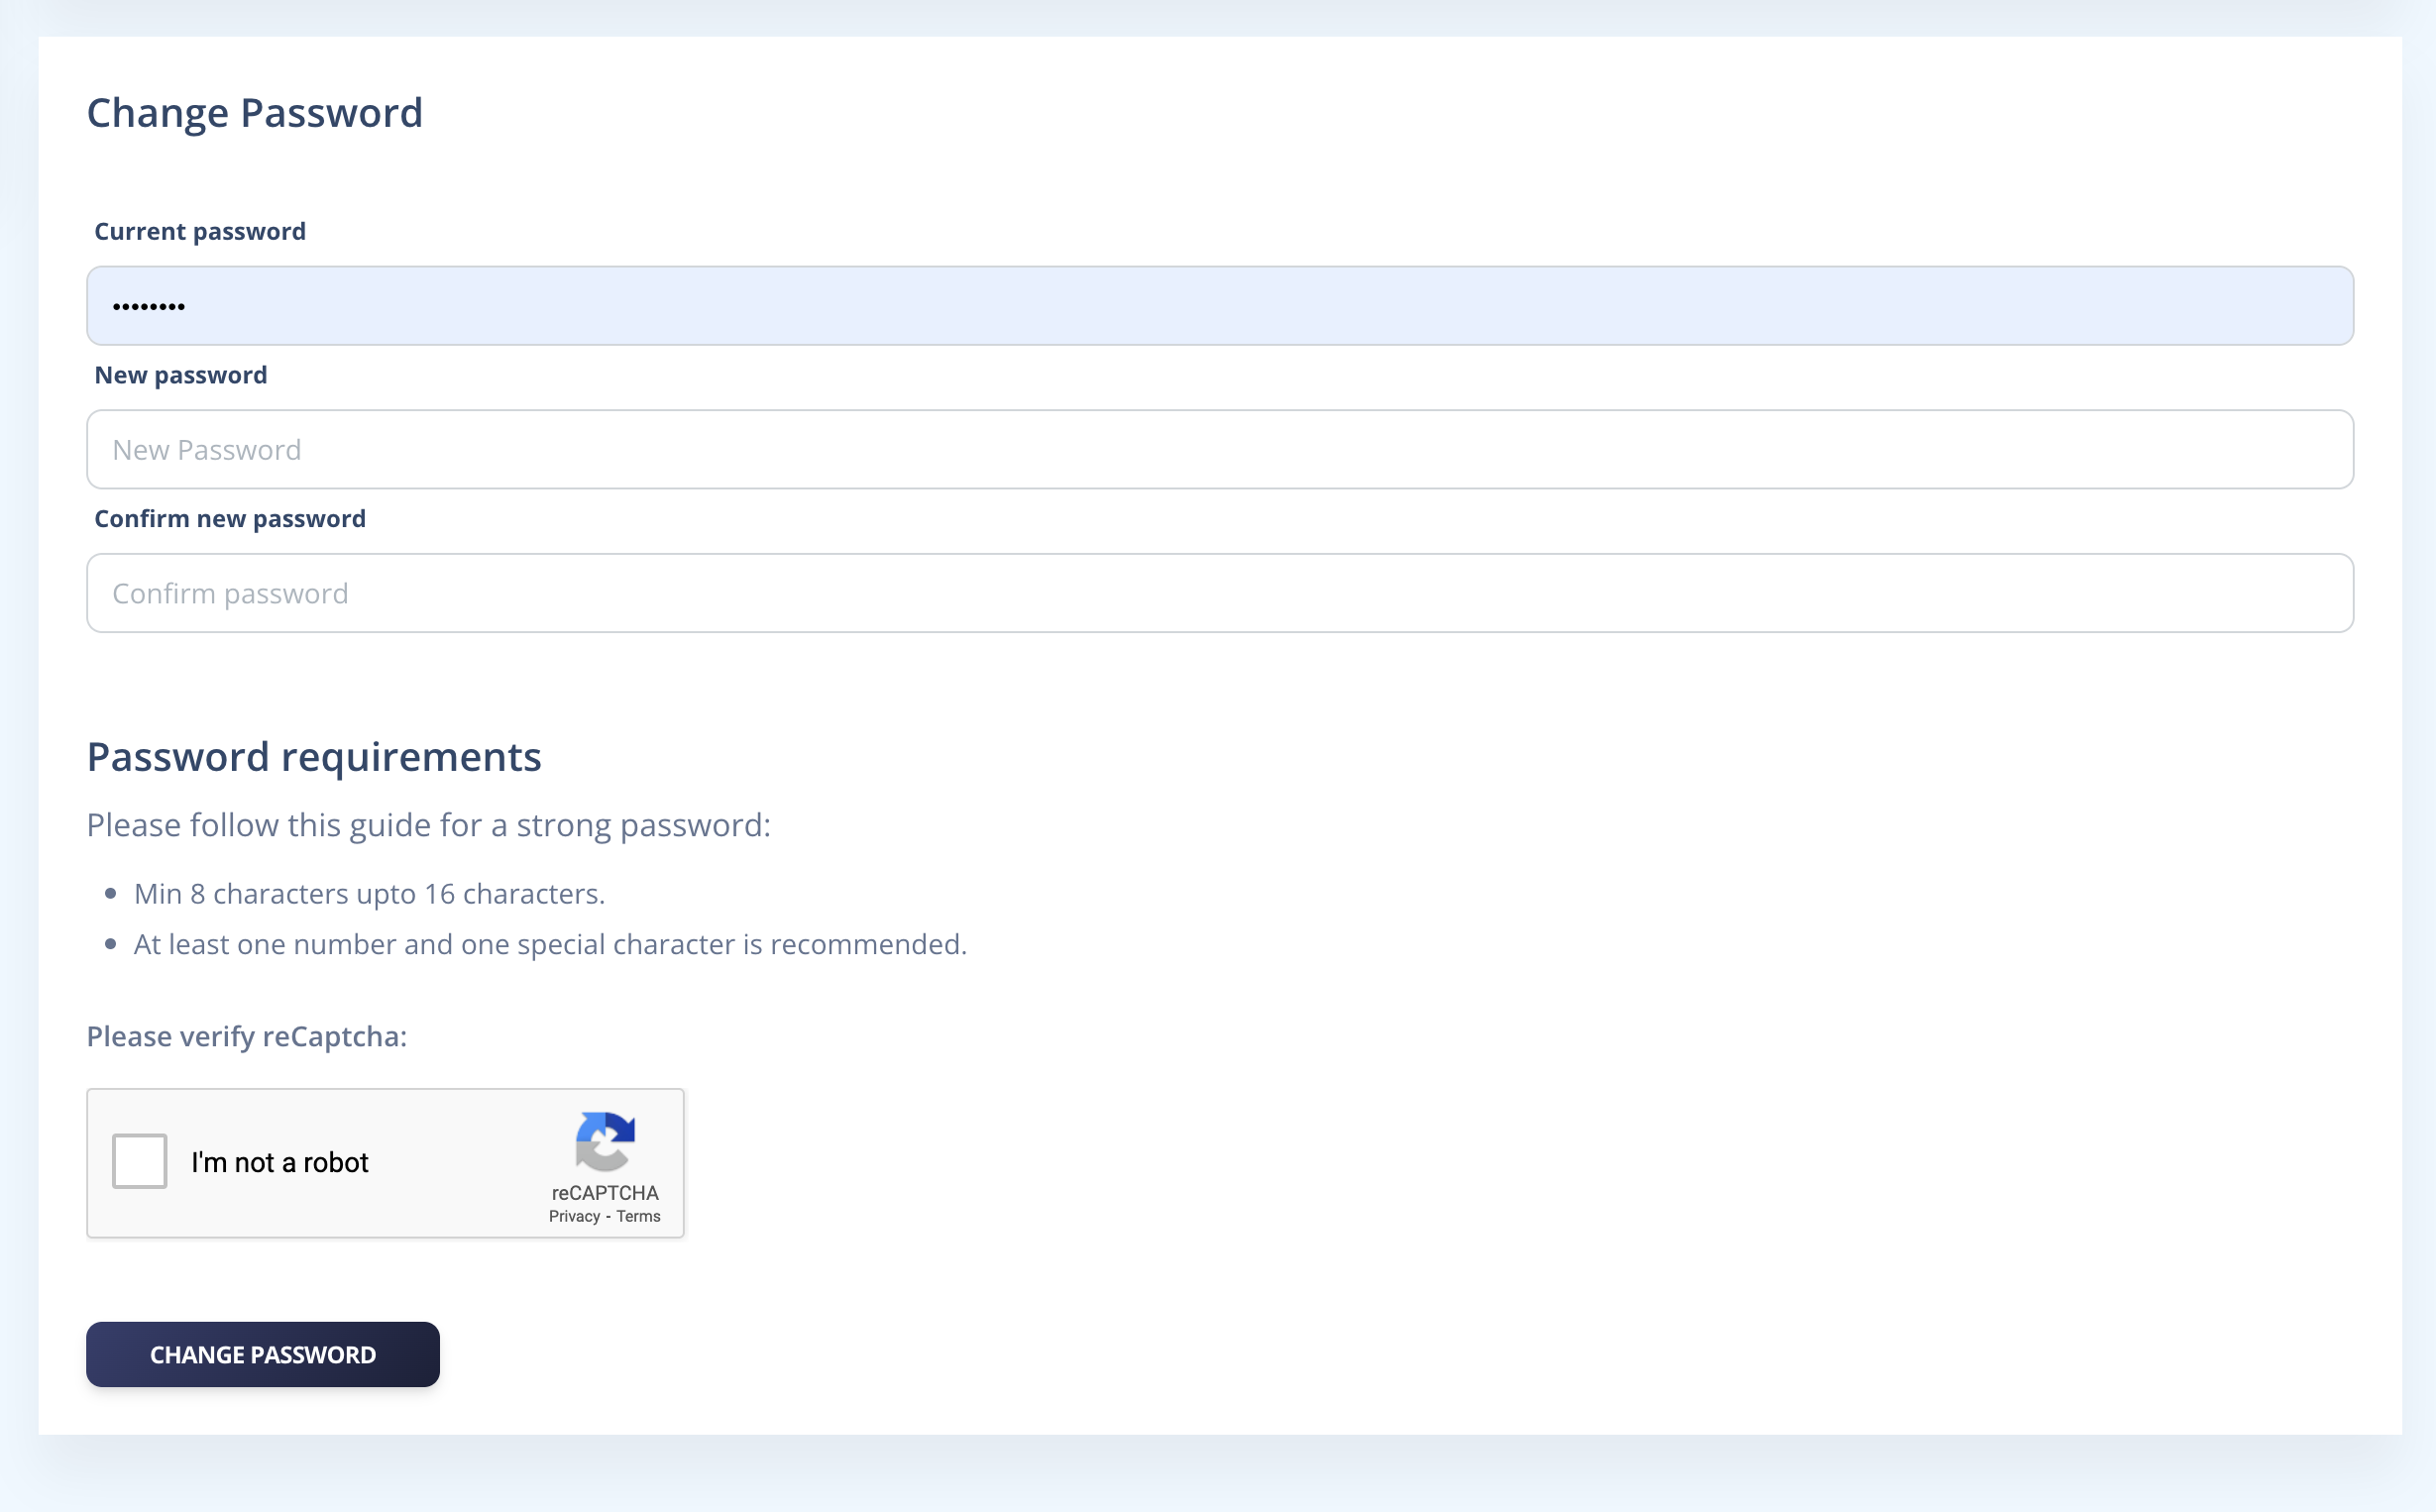 Change Password
Current password
••••••••
New password
New Password
Confirm new password
Confirm password
Password requirements
Please follow this guide for a strong password:
• Min 8 characters upto 16 characters.
• At least one number and one special character is recommended.
Please verify reCaptcha:
I'm not a robot
reCAPTCHA
Privacy - Terms
CHANGE PASSWORD